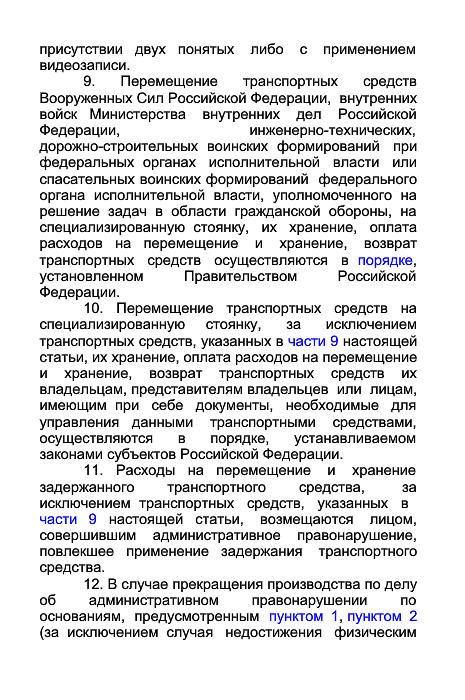 присутствии двух понятых либо с применением
видеозаписи.
9. Перемещение транспортных средств
Вооруженных Сил Российской Федерации, внутренних
войск Министерства внутренних дел Российской
Федерации, инженерно-технических,
дорожно-строительных воинских формирований при
федеральных органах исполнительной власти или
спасательных воинских формирований федерального
органа исполнительной власти, уполномоченного на
решение задач в области гражданской обороны, на
специализированную стоянку, их хранение, оплата
расходов на перемещение и хранение, возврат
транспортных средств осуществляются в порядке,
установленном Правительством Российской
Федерации.
10. Перемещение транспортных средств на
специализированную стоянку, за исключением
транспортных средств, указанных в части 9 настоящей
статьи, их хранение, оплата расходов на перемещение
и хранение, возврат транспортных средств их
владельцам, представителям владельцев или лицам,
имеющим при себе документы, необходимые для
управления данными транспортными средствами,
осуществляются в порядке, устанавливаемом
законами субъектов Российской Федерации.
11. Расходы на перемещение и хранение
задержанного транспортного средства, за
исключением транспортных средств, указанных в
части 9 настоящей статьи, возмещаются лицом,
совершившим административное правонарушение,
повлекшее применение задержания транспортного
средства.
12. В случае прекращения производства по делу
об административном правонарушении по
основаниям, предусмотренным пунктом 1, пунктом 2
(за исключением случая недостижения физическим